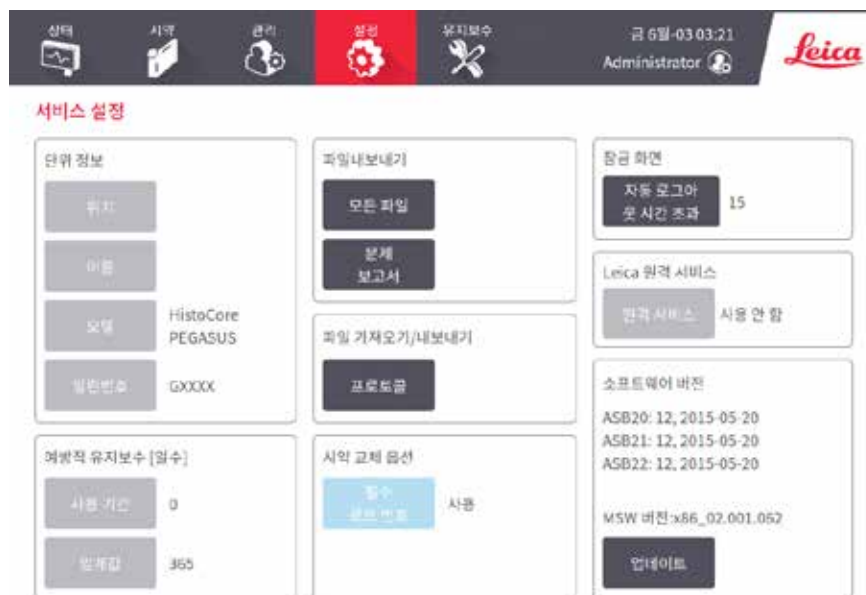 상태
시약
관리
설정
유지보수
금 6월-03 03:21
Administrator
Leica
서비스 설정
단위 정보
위치
이름
모델
HistoCore
PEGASUS
일련번호
GXXXX
예방적 유지보수 [일수]
사용 기간
0
임계값
365
파일내보내기
모든 파일
문제
보고서
파일 가져오기/내보내기
프로토콜
시약 교체 옵션
필수
로트 번호
사용
잠금 화면
자동 로그아
웃 시간 초과
15
Leica 원격 서비스
원격 서비스
사용 안 함
소프트웨어 버전
ASB20: 12, 2015-05-20
ASB21: 12, 2015-05-20
ASB22: 12, 2015-05-20
MSW 버전:x86_02.001.062
업데이트